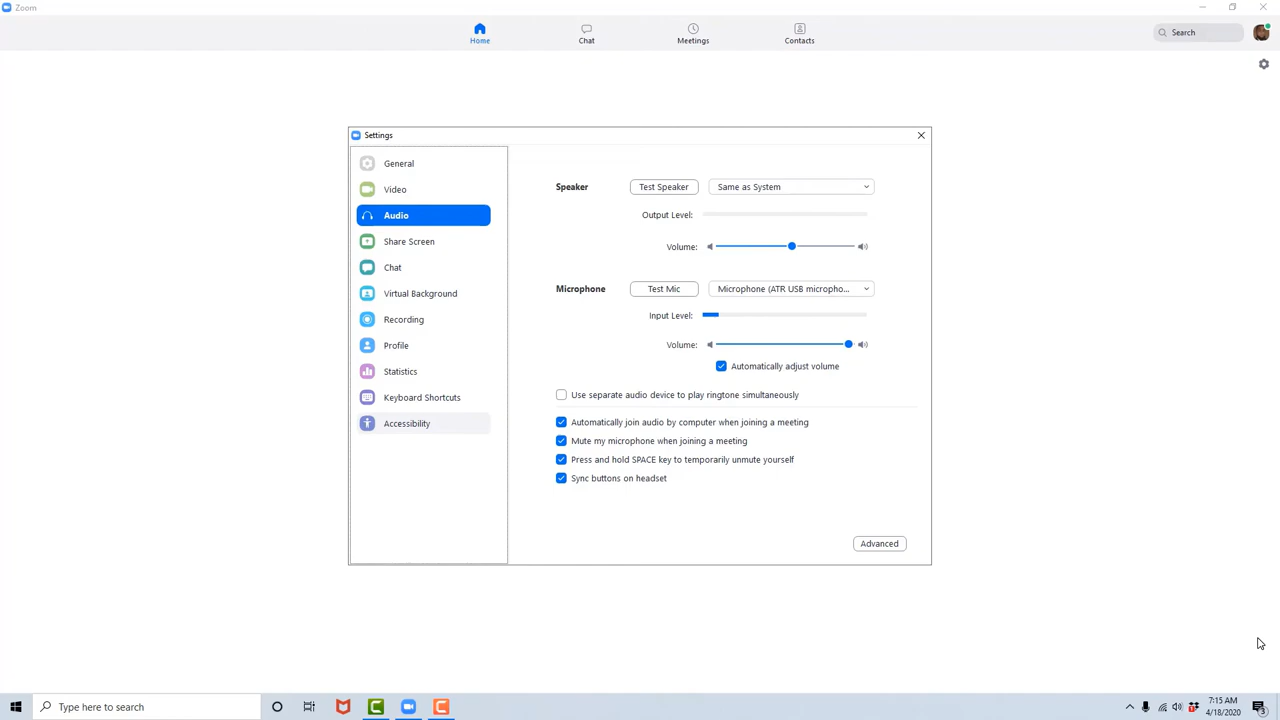 Zoom
Home
Chat
Meetings
Contacts
Search
Settings
General
Video
Audio
Share Screen
Chat
Virtual Background
Recording
Profile
Statistics
Keyboard Shortcuts
Accessibility
Speaker Test Speaker Same as System
Output Level:
Volume:
Microphone Test Mic Microphone (ATR USB micropho...
Input Level:
Volume:
Automatically adjust volume
Use separate audio device to play ringtone simultaneously
Automatically join audio by computer when joining a meeting
Mute my microphone when joining a meeting
Press and hold SPACE key to temporarily unmute yourself
Sync buttons on headset
Advanced
Type here to search
7:15 AM
4/18/2020
3